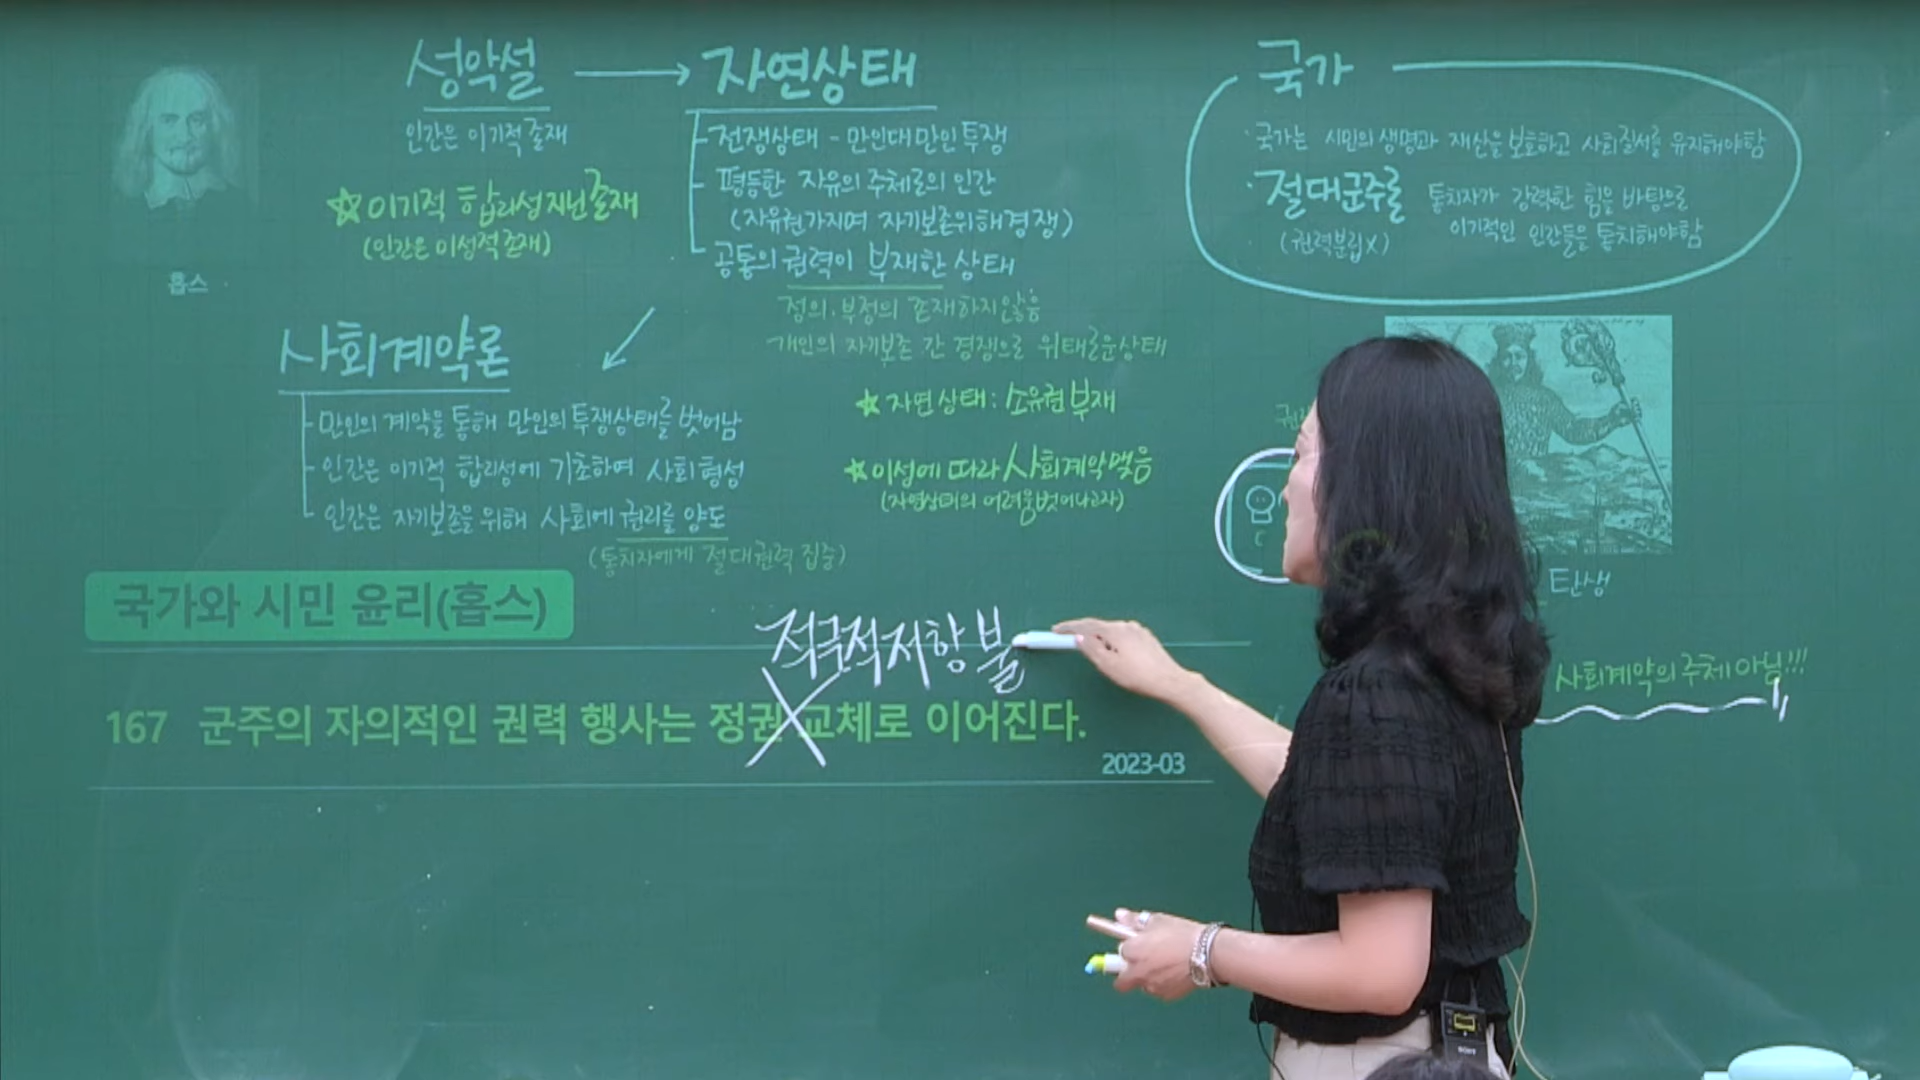 성악설 → 자연상태
인간은 이기적 존재
☆ 이기적 합리성 지닌 존재
(인간은 이성적 존재)
홉스
전쟁상태 - 만인대만인투쟁
평등한 자유의 주체로의 인간
(자유권가지며 자기보존위해경쟁)
공통의 권력이 부재한 상태
정의·부정의 존재하지않음
개인의 자기보존 간 경쟁으로 위태로운상태
★ 자연상태: 소유권 부재
★ 이성에 따라 사회계약맺음
(자연상태의 어려움벗어나고자)
국가
· 국가는 시민의 생명과 재산을 보호하고 사회질서를 유지해야함
· 절대군주를 통치자가 강력한 힘을 바탕으로
(권력분립X) 이기적인 인간들을 통치해야함
사회계약론
만인의 계약을 통해 만인의 투쟁상태를 벗어남
인간은 이기적 합리성에 기초하여 사회형성
인간은 자기보존을 위해 사회에 권리를 양도
(통치자에게 절대권력 집중)
탄생
사회계약의 주체 아님!!!
국가와 시민 윤리(홉스)
적극적저항 불
167 군주의 자의적인 권력 행사는 정권 교체로 이어진다.
2023-03